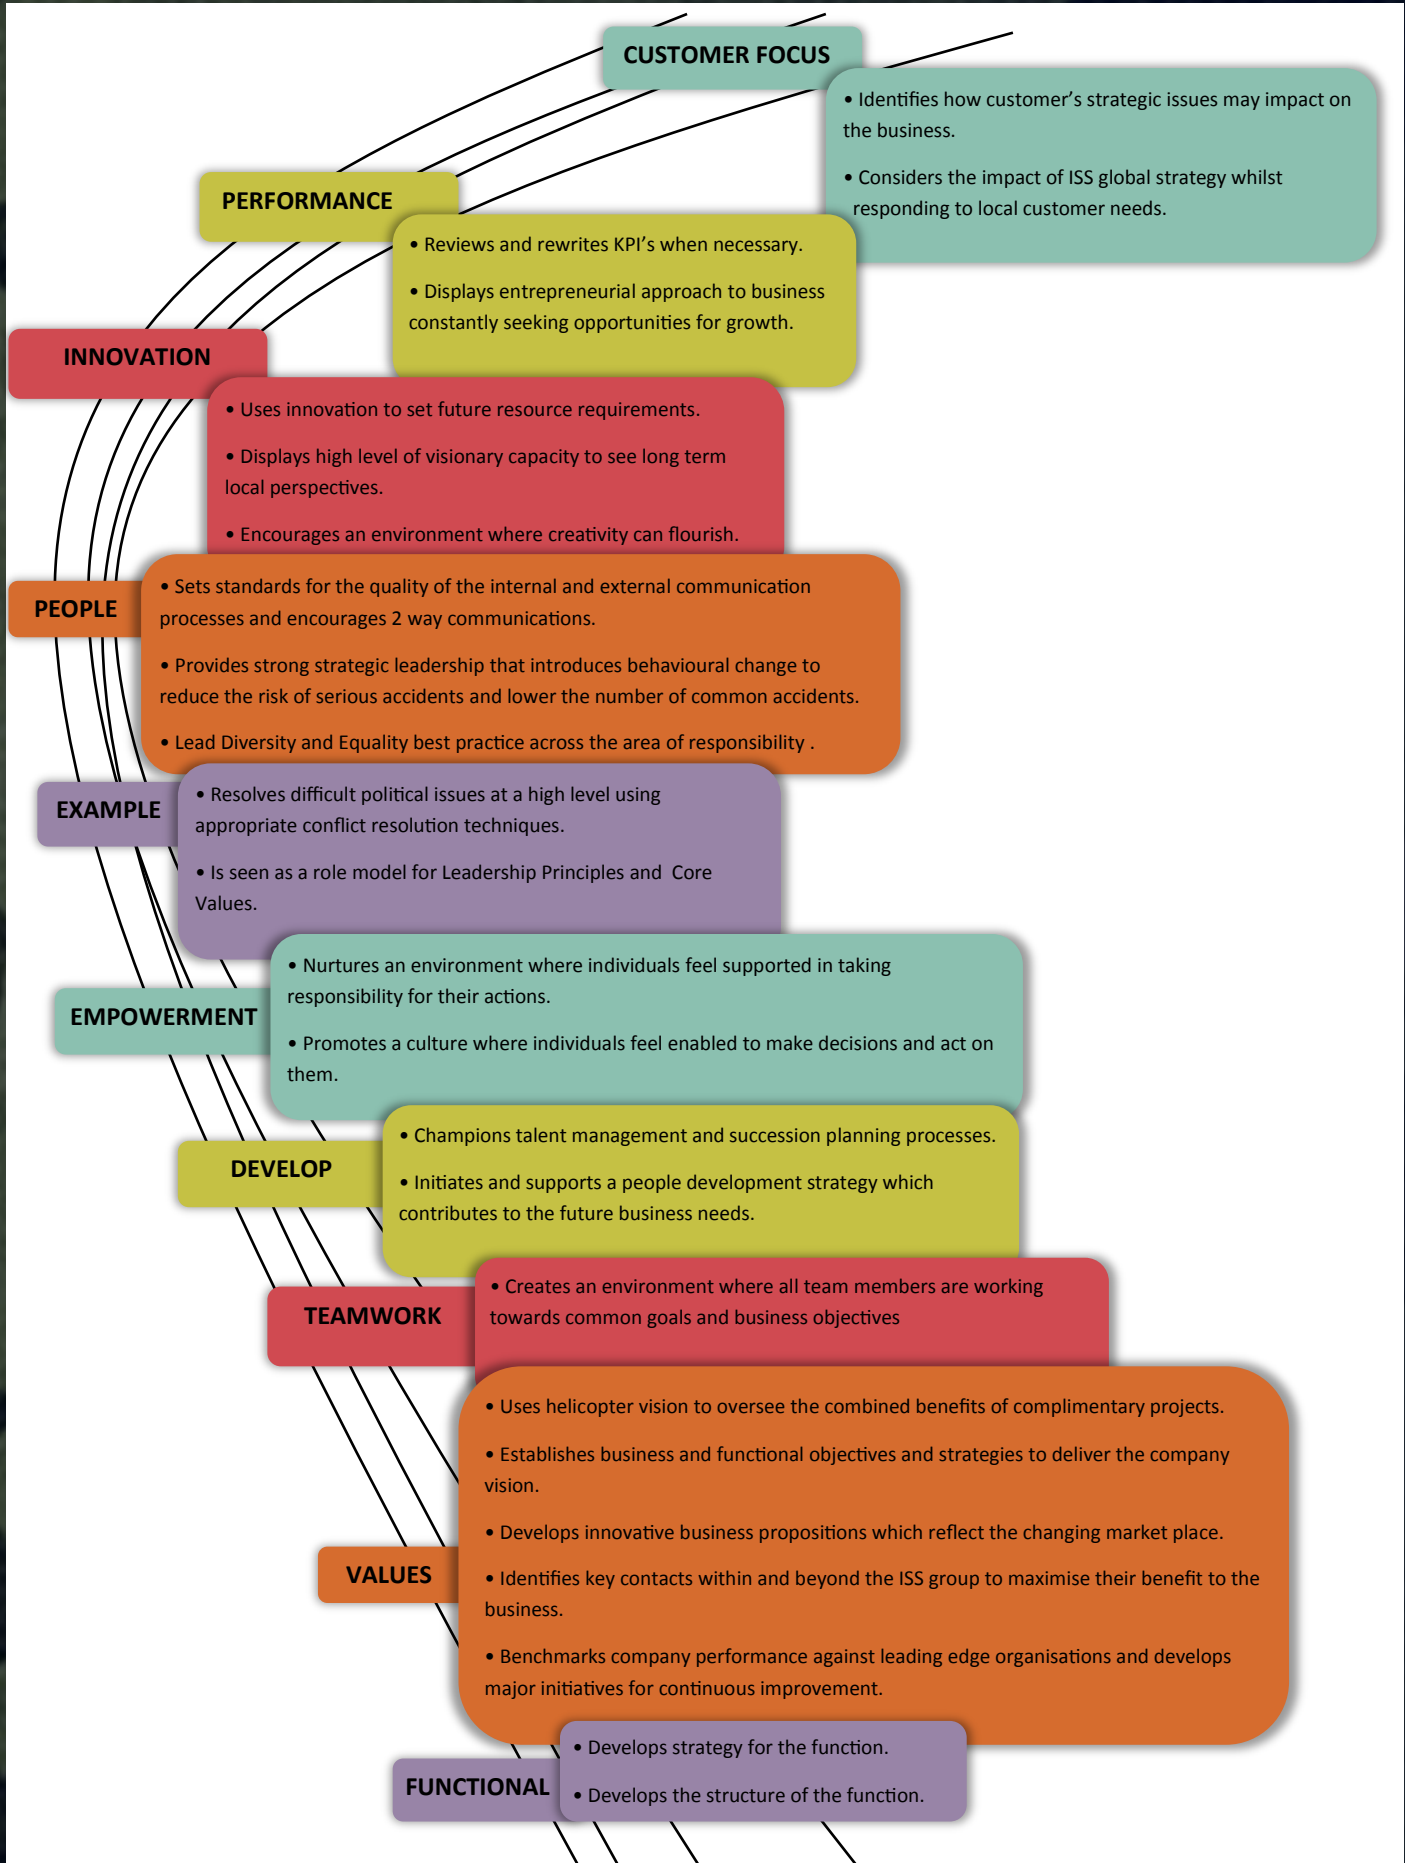 CUSTOMER FOCUS
• Identifies how customer's strategic issues may impact on
the business.
• Considers the impact of ISS global strategy whilst
responding to local customer needs.
PERFORMANCE
• Reviews and rewrites KPI's when necessary.
• Displays entrepreneurial approach to business
constantly seeking opportunities for growth.
INNOVATION
• Uses innovation to set future resource requirements.
• Displays high level of visionary capacity to see long term
local perspectives.
• Encourages an environment where creativity can flourish.
PEOPLE
• Sets standards for the quality of the internal and external communication
processes and encourages 2 way communications.
• Provides strong strategic leadership that introduces behavioural change to
reduce the risk of serious accidents and lower the number of common accidents.
• Lead Diversity and Equality best practice across the area of responsibility .
EXAMPLE
• Resolves difficult political issues at a high level using
appropriate conflict resolution techniques.
• Is seen as a role model for Leadership Principles and  Core
Values.
EMPOWERMENT
• Nurtures an environment where individuals feel supported in taking
responsibility for their actions.
• Promotes a culture where individuals feel enabled to make decisions and act on
them.
DEVELOP
• Champions talent management and succession planning processes.
• Initiates and supports a people development strategy which
contributes to the future business needs.
TEAMWORK
• Creates an environment where all team members are working
towards common goals and business objectives
VALUES
• Uses helicopter vision to oversee the combined benefits of complimentary projects.
• Establishes business and functional objectives and strategies to deliver the company
vision.
• Develops innovative business propositions which reflect the changing market place.
• Identifies key contacts within and beyond the ISS group to maximise their benefit to the
business.
• Benchmarks company performance against leading edge organisations and develops
major initiatives for continuous improvement.
FUNCTIONAL
• Develops strategy for the function.
• Develops the structure of the function.